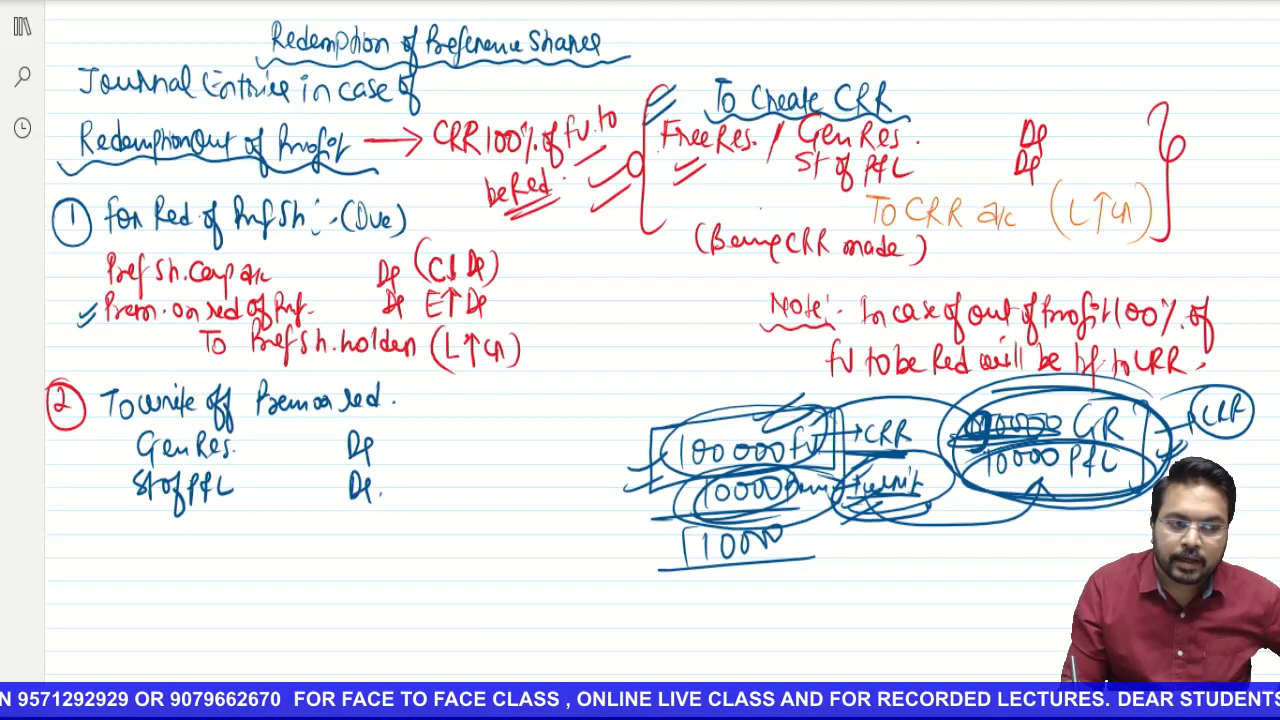 Redemption of Preference Shares
Journal Entries in case of
Redemption Out of Profit → CRR 100% of FV. to
be Red.
To Create CRR
Free Res. / Gen Res. Dr
St of P&L Dr
To CRR a/c (L↑Cr)
(Being CRR made)
① for Red of Pref Sh :- (Due)
Pref Sh. Cap a/c Dr (C↓ Dr)
Prem. on red of Pref. Dr E↑ Dr
To Pref Sh. holders (L↑Cr)
Note:- In case of out of Profit 100% of
FV to be Red will be trf to CRR.
② To write off Prem on red.
Gen Res. Dr
St of P&L Dr.
100000 FV → CRR
10000
GR → CRR
10000 P&L
N 9571292929 OR 9079662670 FOR FACE TO FACE CLASS , ONLINE LIVE CLASS AND FOR RECORDED LECTURES. DEAR STUDENTS